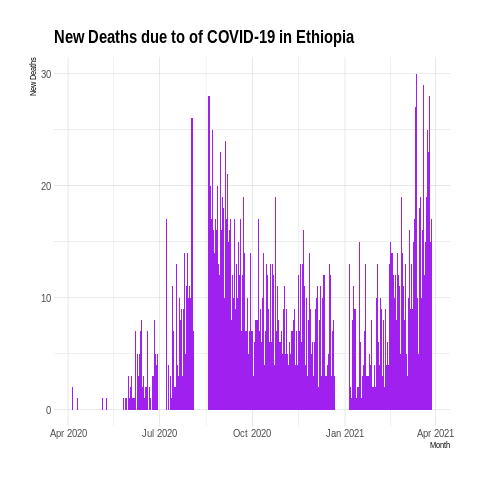 New Deaths due to of COVID-19 in Ethiopia
New Deaths
30
20
10
0
Apr 2020 Jul 2020 Oct 2020 Jan 2021 Apr 2021
Month